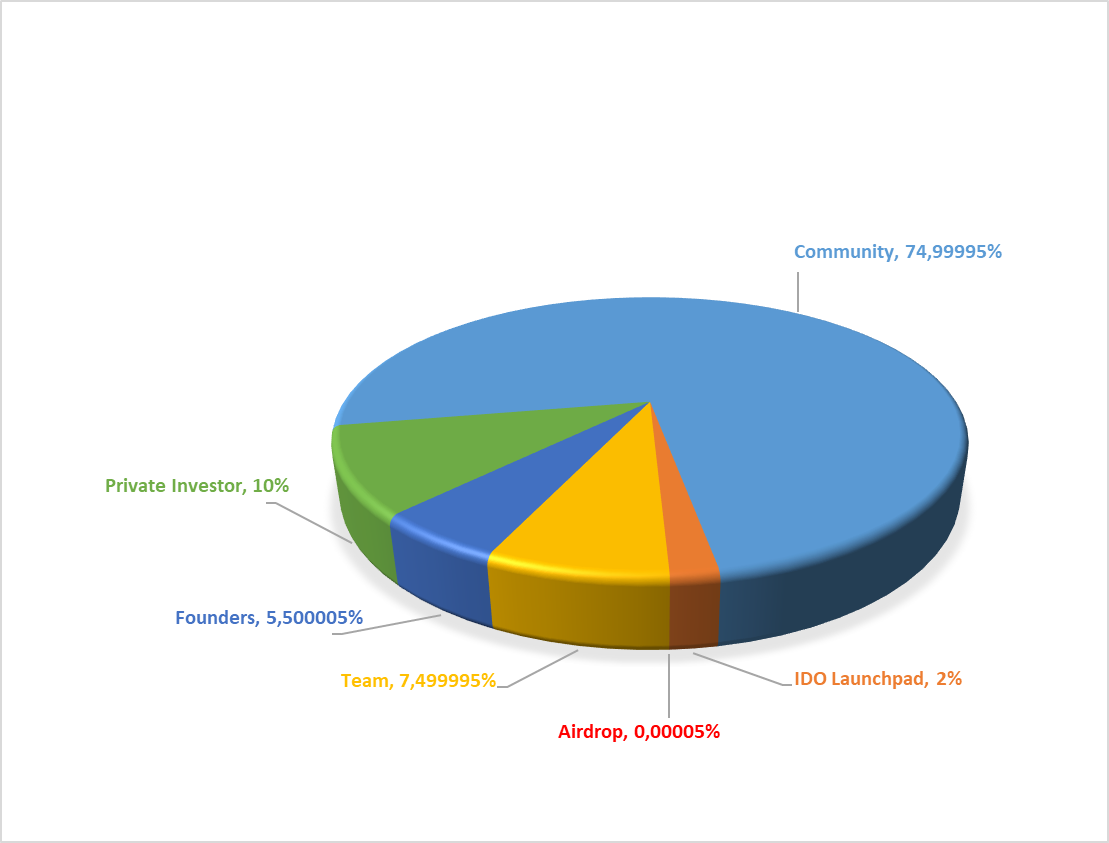 Community, 74,99995%
Private Investor, 10%
Founders, 5,500005%
Team, 7,499995%
IDO Launchpad, 2%
Airdrop, 0,00005%